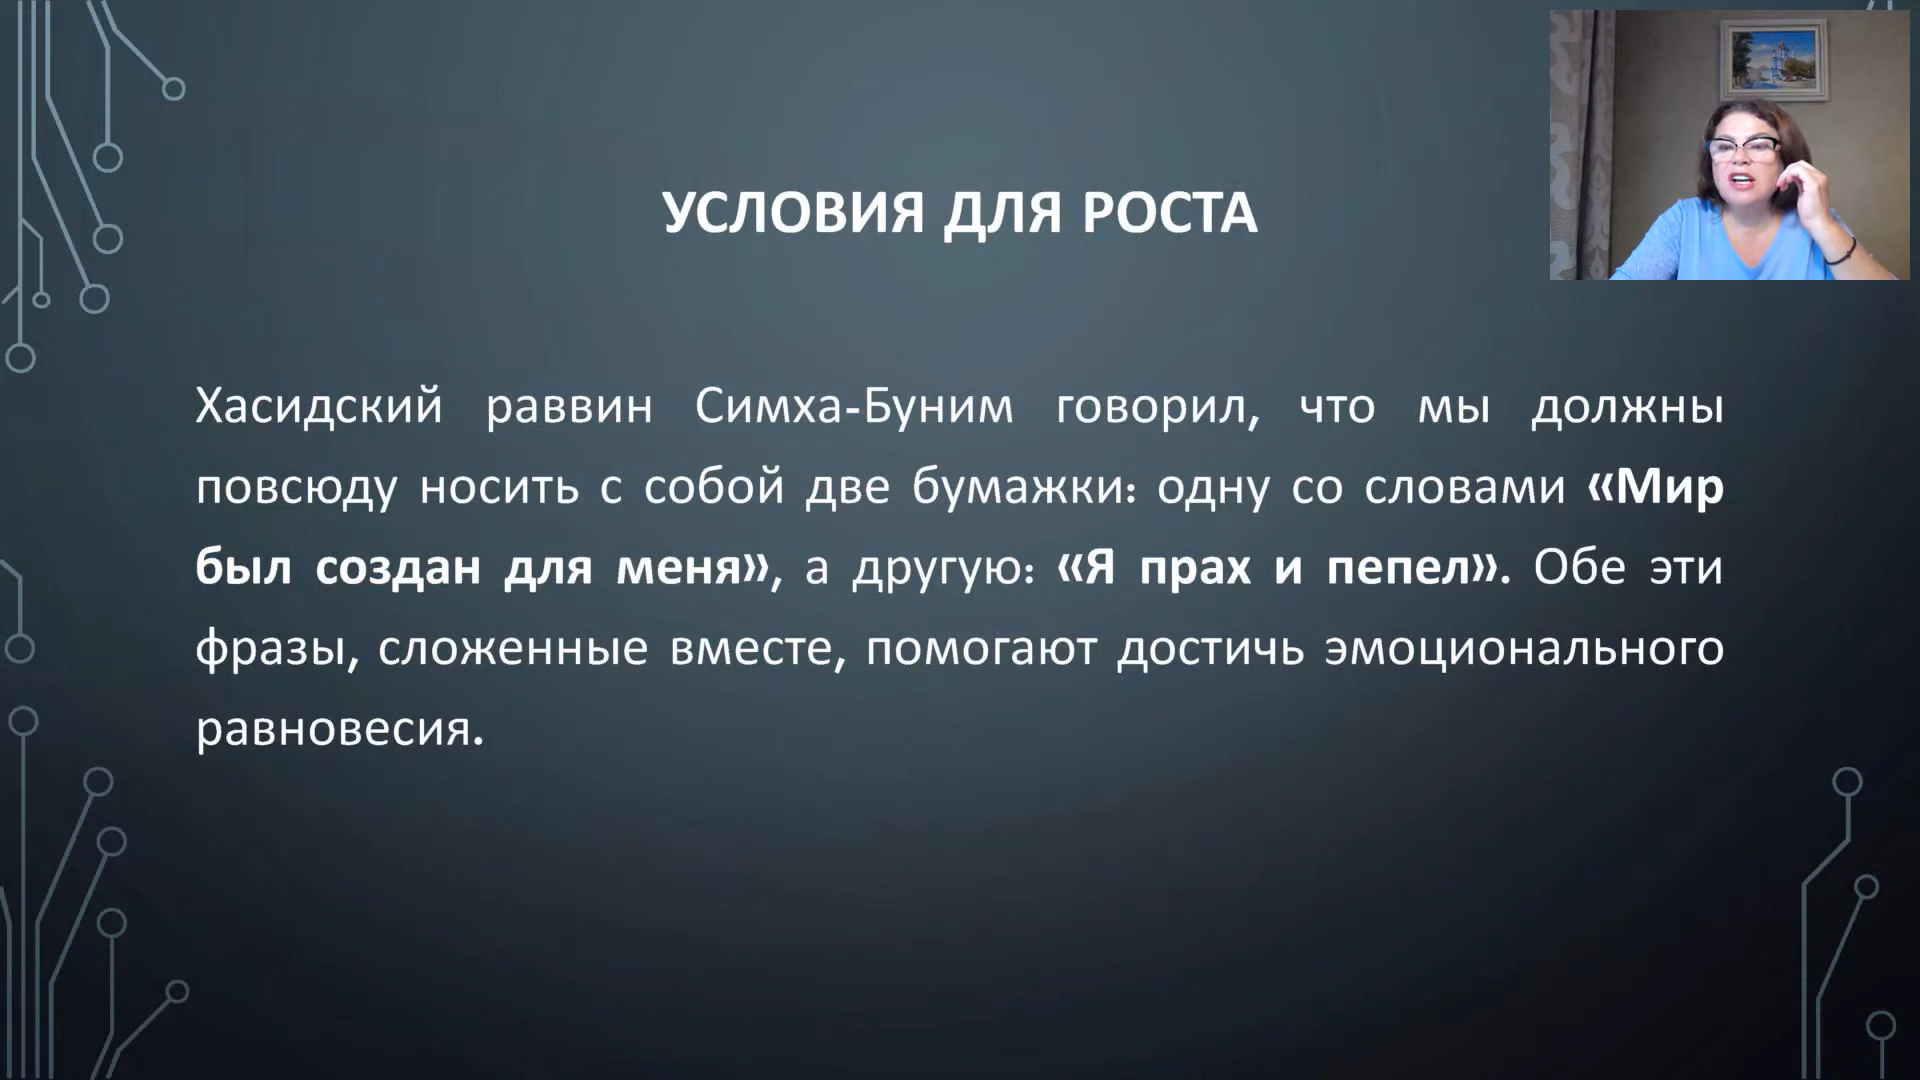 УСЛОВИЯ ДЛЯ РОСТА
Хасидский раввин Симха-Буним говорил, что мы должны
повсюду носить с собой две бумажки: одну со словами «Мир
был создан для меня», а другую: «Я прах и пепел». Обе эти
фразы, сложенные вместе, помогают достичь эмоционального
равновесия.